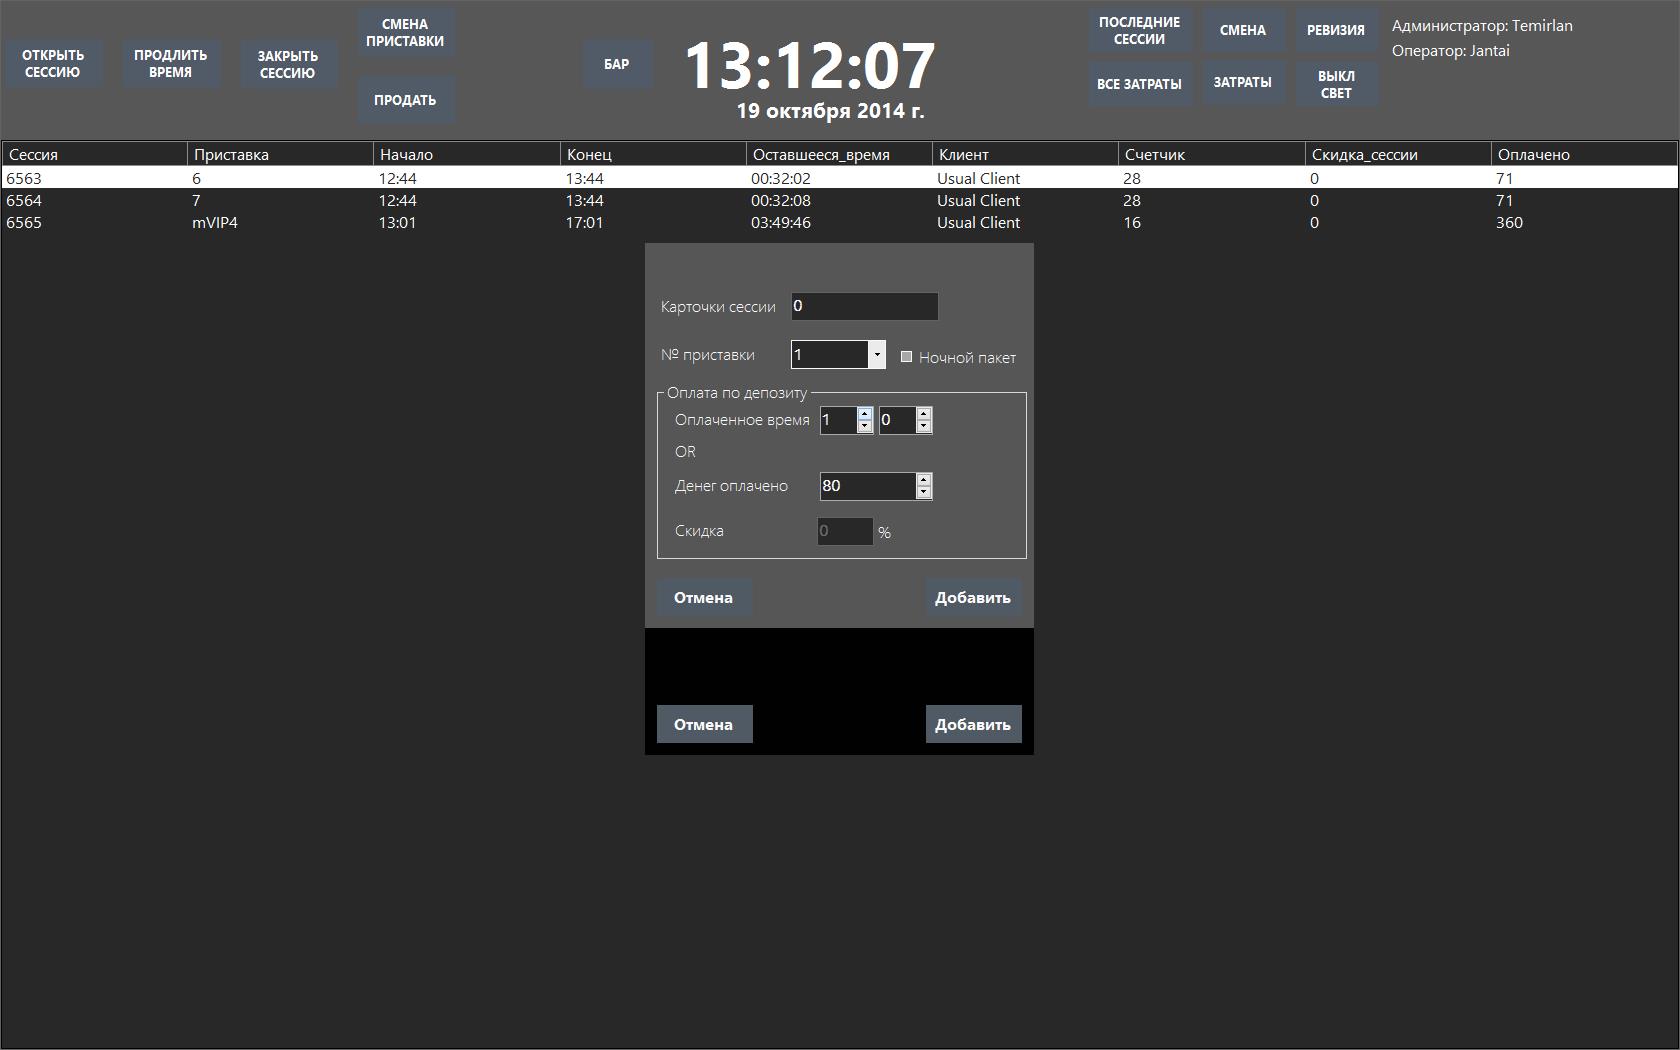 ОТКРЫТЬ
СЕССИЮ
ПРОДЛИТЬ
ВРЕМЯ
ЗАКРЫТЬ
СЕССИЮ
СМЕНА
ПРИСТАВКИ
ПРОДАТЬ
БАР
13:12:07
19 октября 2014 г.
ПОСЛЕДНИЕ
СЕССИИ
СМЕНА
РЕВИЗИЯ
ВСЕ ЗАТРАТЫ
ЗАТРАТЫ
ВЫКЛ
СВЕТ
Администратор: Temirlan
Оператор: Jantai
Сессия Приставка Начало Конец Оставшееся_время Клиент Счетчик Скидка_сессии Оплачено
6563 6 12:44 13:44 00:32:02 Usual Client 28 0 71
6564 7 12:44 13:44 00:32:08 Usual Client 28 0 71
6565 mVIP4 13:01 17:01 03:49:46 Usual Client 16 0 360
Карточки сессии 0
№ приставки 1 Ночной пакет
Оплата по депозиту
Оплаченное время 1 0
OR
Денег оплачено 80
Скидка 0 %
Отмена Добавить
Отмена Добавить